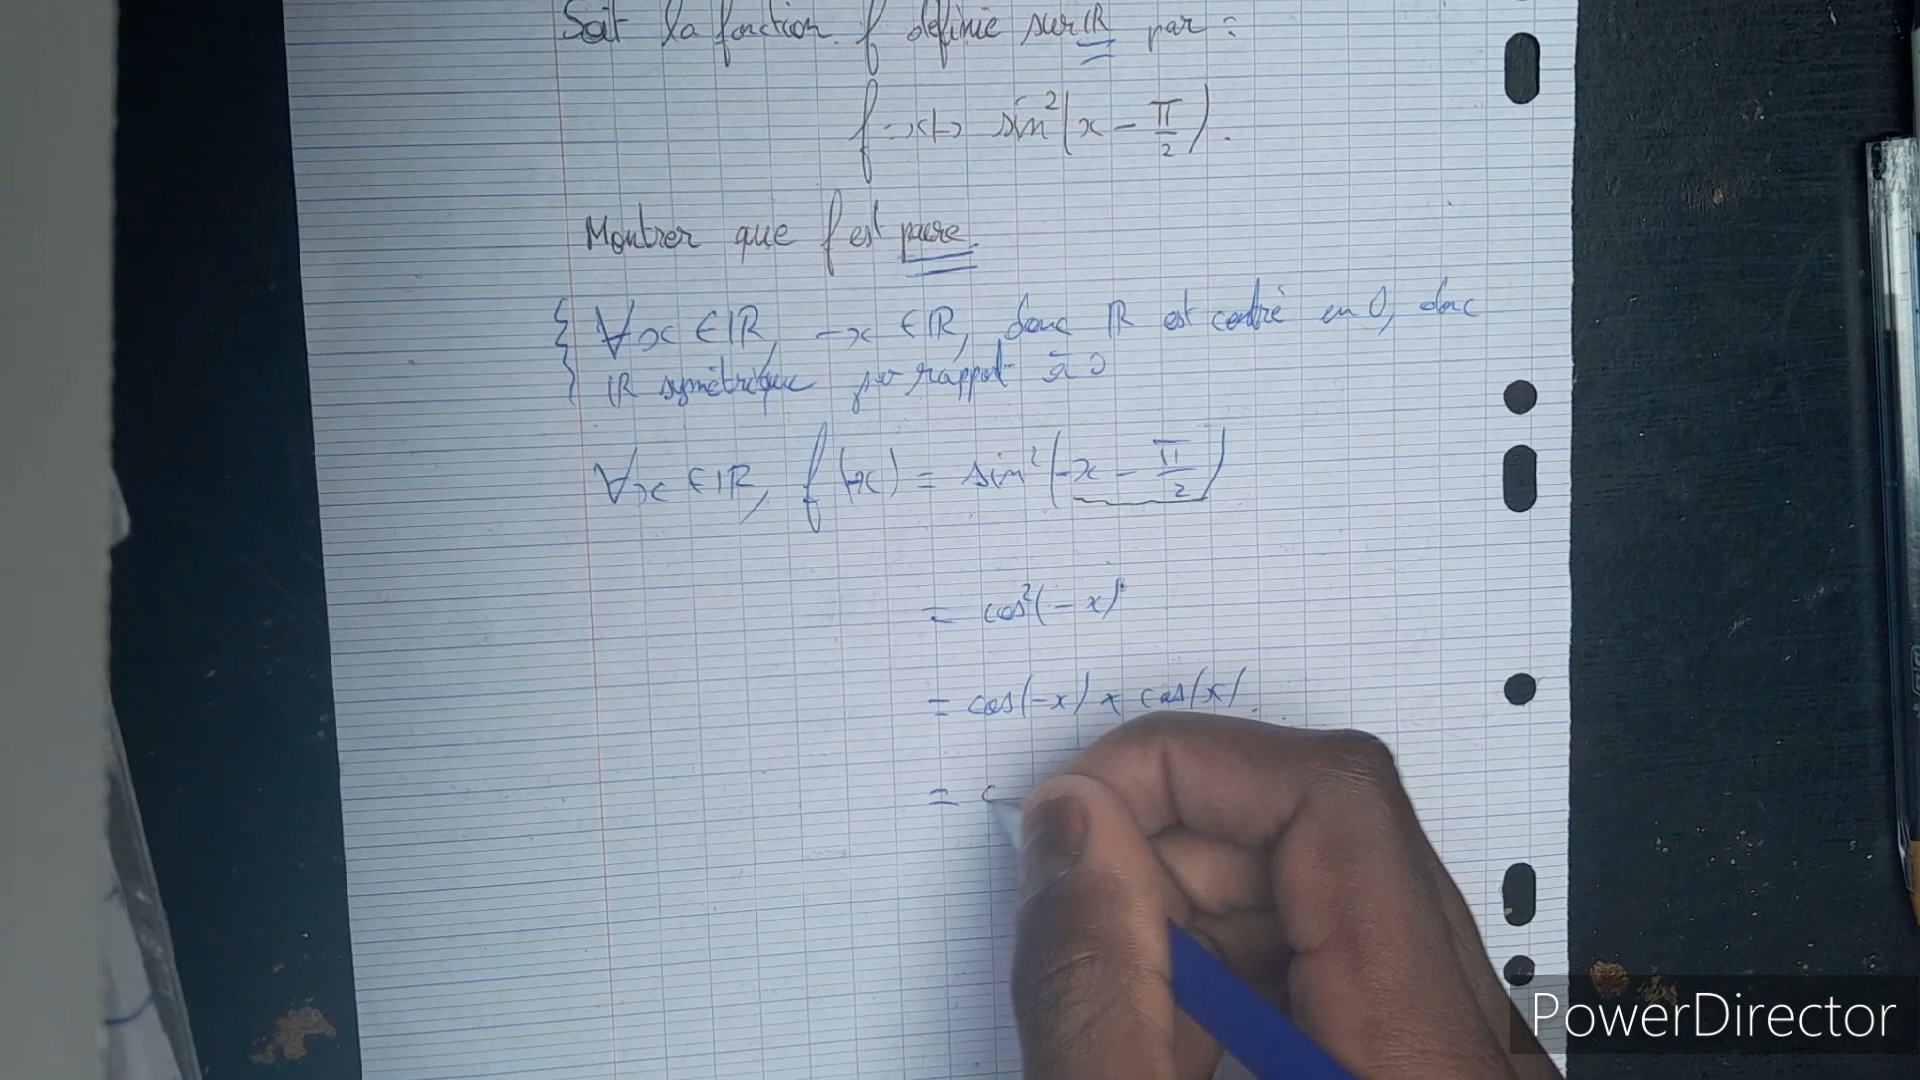 Soit la fonction f définie sur ℝ par :
f : x ↦ sin²(x - π/2).
Montrer que f est paire.
∀x ∈ ℝ, -x ∈ ℝ, donc ℝ est centré en 0, donc
ℝ symétrique par rapport à 0
∀x ∈ ℝ, f(-x) = sin²(-x - π/2)
= cos²(-x)
= cos(-x) × cos(x).
= c
PowerDirector